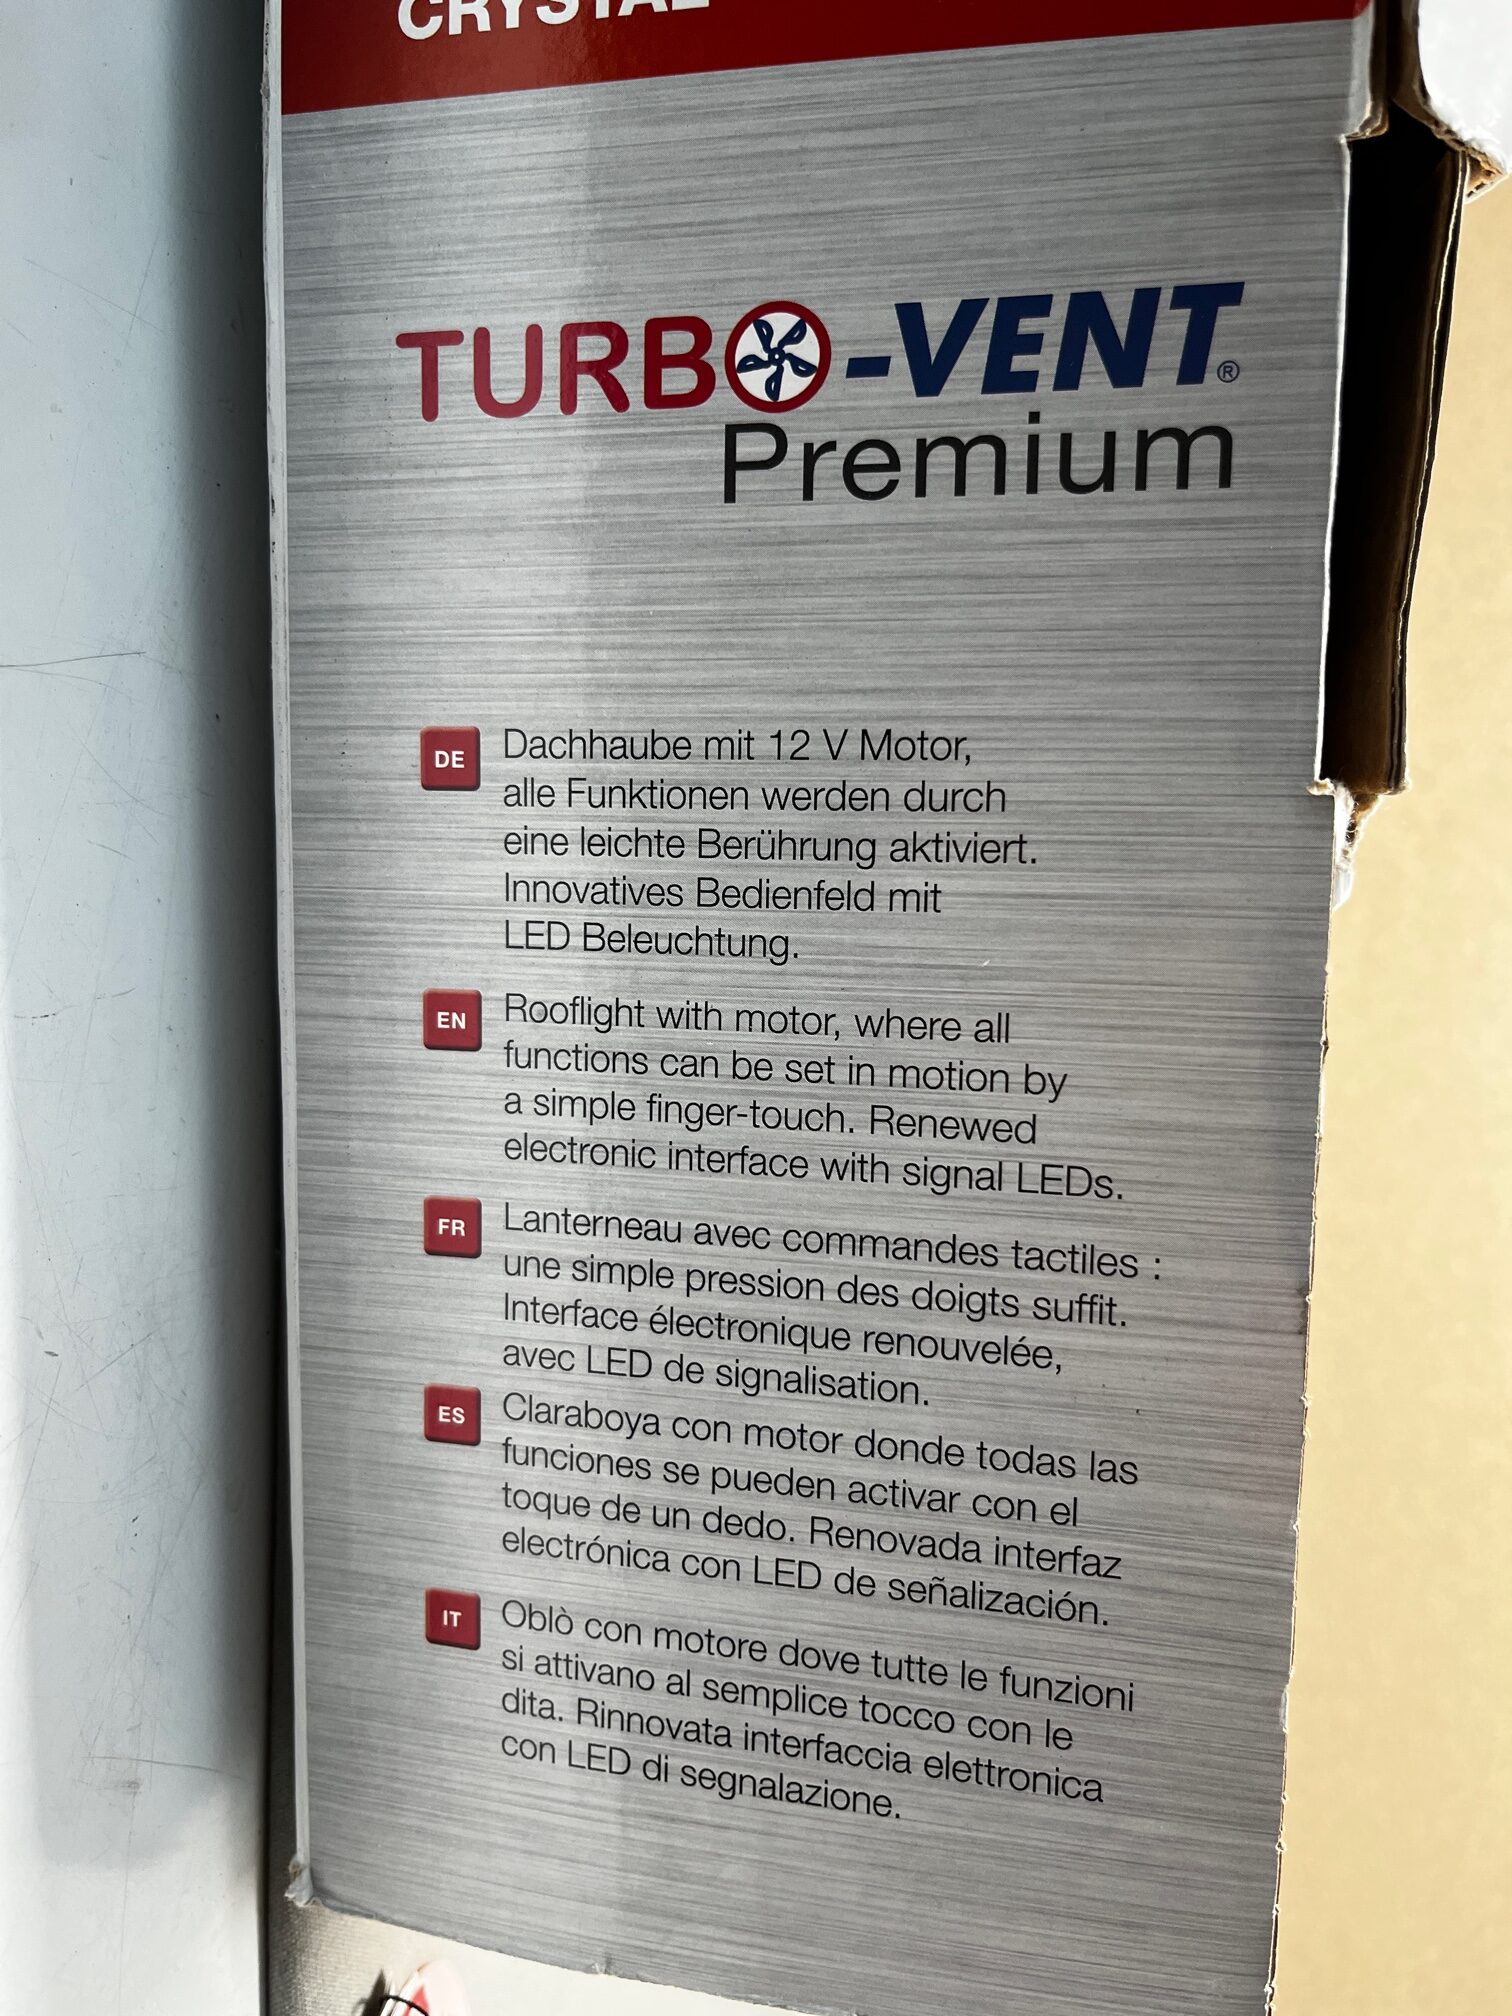 CRYSTAL
TURBO-VENT®
Premium
DE
Dachhaube mit 12 V Motor,
alle Funktionen werden durch
eine leichte Berührung aktiviert.
Innovatives Bedienfeld mit
LED Beleuchtung.
EN
Rooflight with motor, where all
functions can be set in motion by
a simple finger-touch. Renewed
electronic interface with signal LEDs.
FR
Lanterneau avec commandes tactiles :
une simple pression des doigts suffit.
Interface électronique renouvelée,
avec LED de signalisation.
ES
Claraboya con motor donde todas las
funciones se pueden activar con el
toque de un dedo. Renovada interfaz
electrónica con LED de señalización.
IT
Oblò con motore dove tutte le funzioni
si attivano al semplice tocco con le
dita. Rinnovata interfaccia elettronica
con LED di segnalazione.